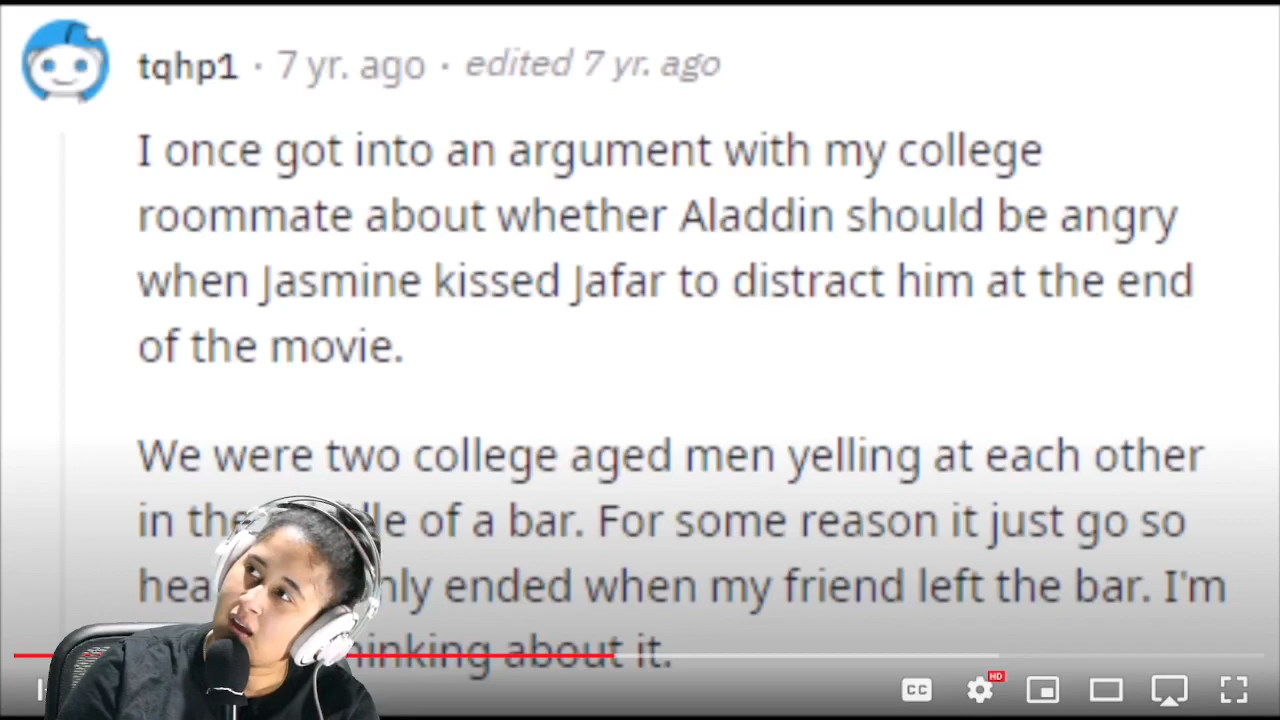 tqhp1 · 7 yr. ago · edited 7 yr. ago
I once got into an argument with my college
roommate about whether Aladdin should be angry
when Jasmine kissed Jafar to distract him at the end
of the movie.
We were two college aged men yelling at each other
in the of a bar. For some reason it just go so
ended when my friend left the bar. I'm
about it.
CC
HD